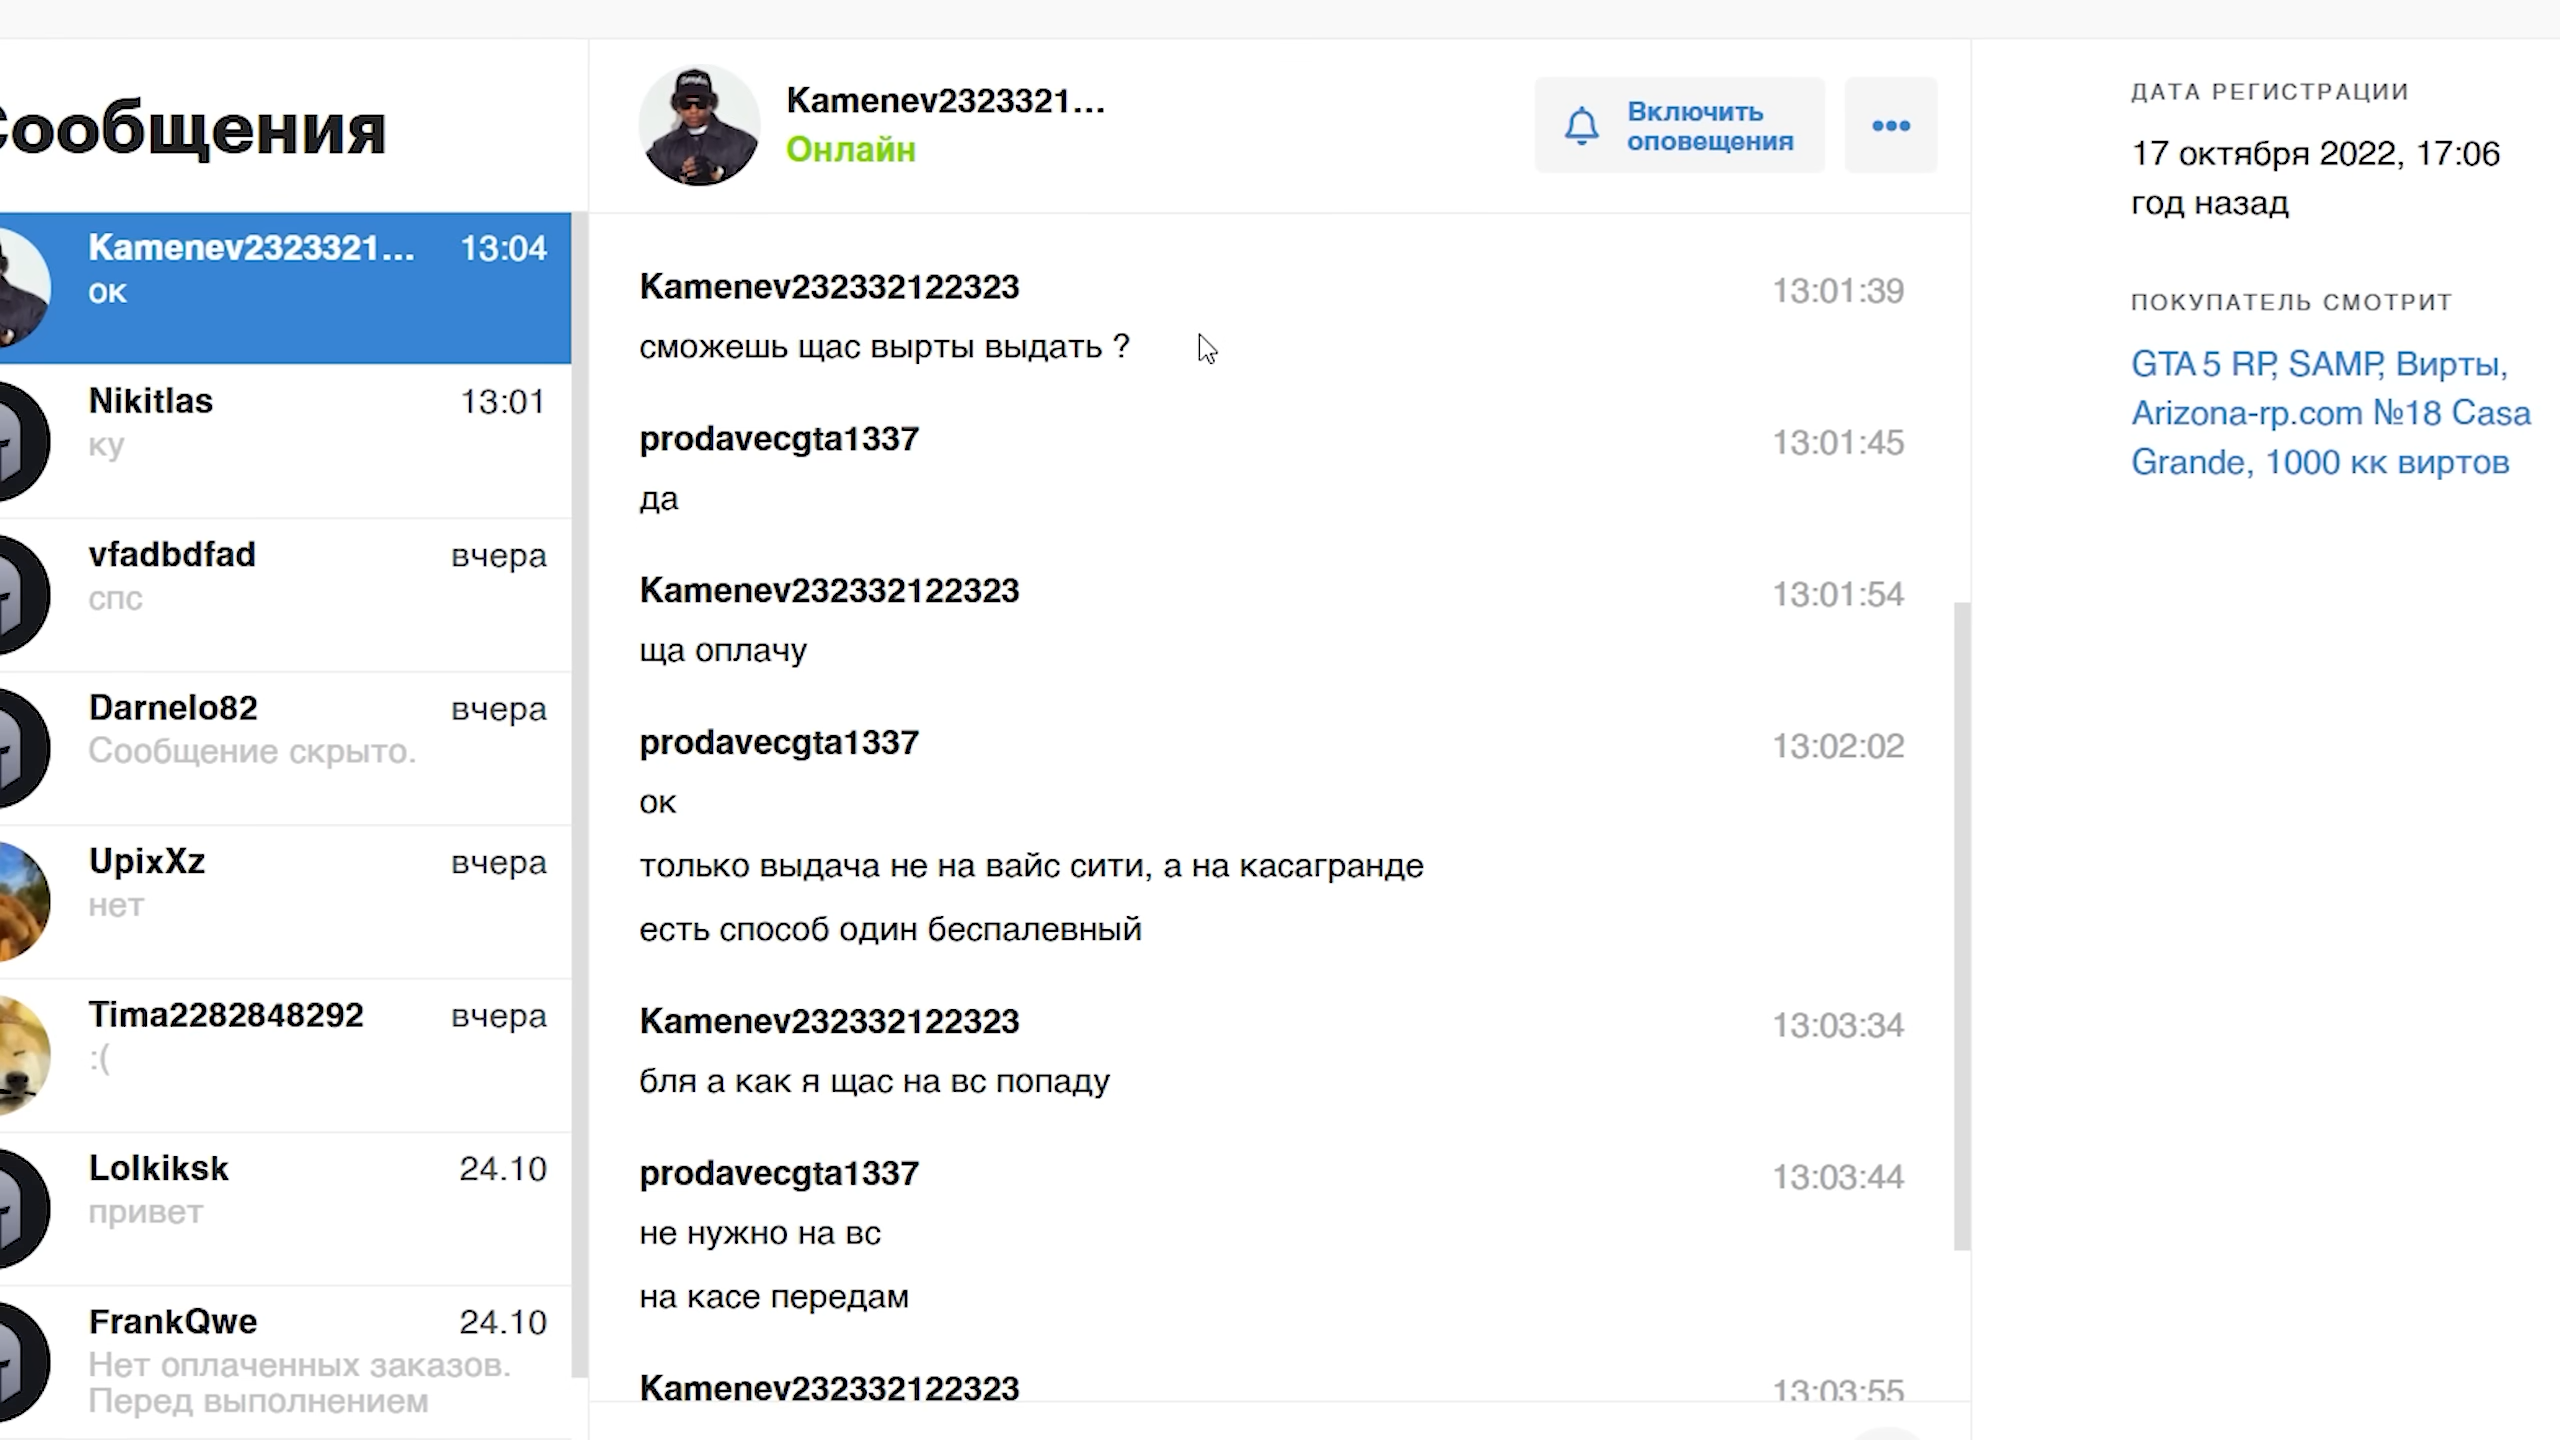 Сообщения
Kamenev2323321... 13:04
ок
Nikitlas 13:01
ку
vfadbdfad вчера
спс
Darnelo82 вчера
Сообщение скрыто.
UpixXz вчера
нет
Tima2282848292 вчера
:(
Lolkiksk 24.10
привет
FrankQwe 24.10
Нет оплаченных заказов.
Перед выполнением
Kamenev2323321...
Онлайн
Включить
оповещения
Kamenev232332122323 13:01:39
сможешь щас вырты выдать ?
prodavecgta1337 13:01:45
да
Kamenev232332122323 13:01:54
ща оплачу
prodavecgta1337 13:02:02
ок
только выдача не на вайс сити, а на касагранде
есть способ один беспалевный
Kamenev232332122323 13:03:34
бля а как я щас на вс попаду
prodavecgta1337 13:03:44
не нужно на вс
на касе передам
Kamenev232332122323 13:03:55
ДАТА РЕГИСТРАЦИИ
17 октября 2022, 17:06
год назад
ПОКУПАТЕЛЬ СМОТРИТ
GTA 5 RP, SAMP, Вирты,
Arizona-rp.com №18 Casa
Grande, 1000 кк виртов